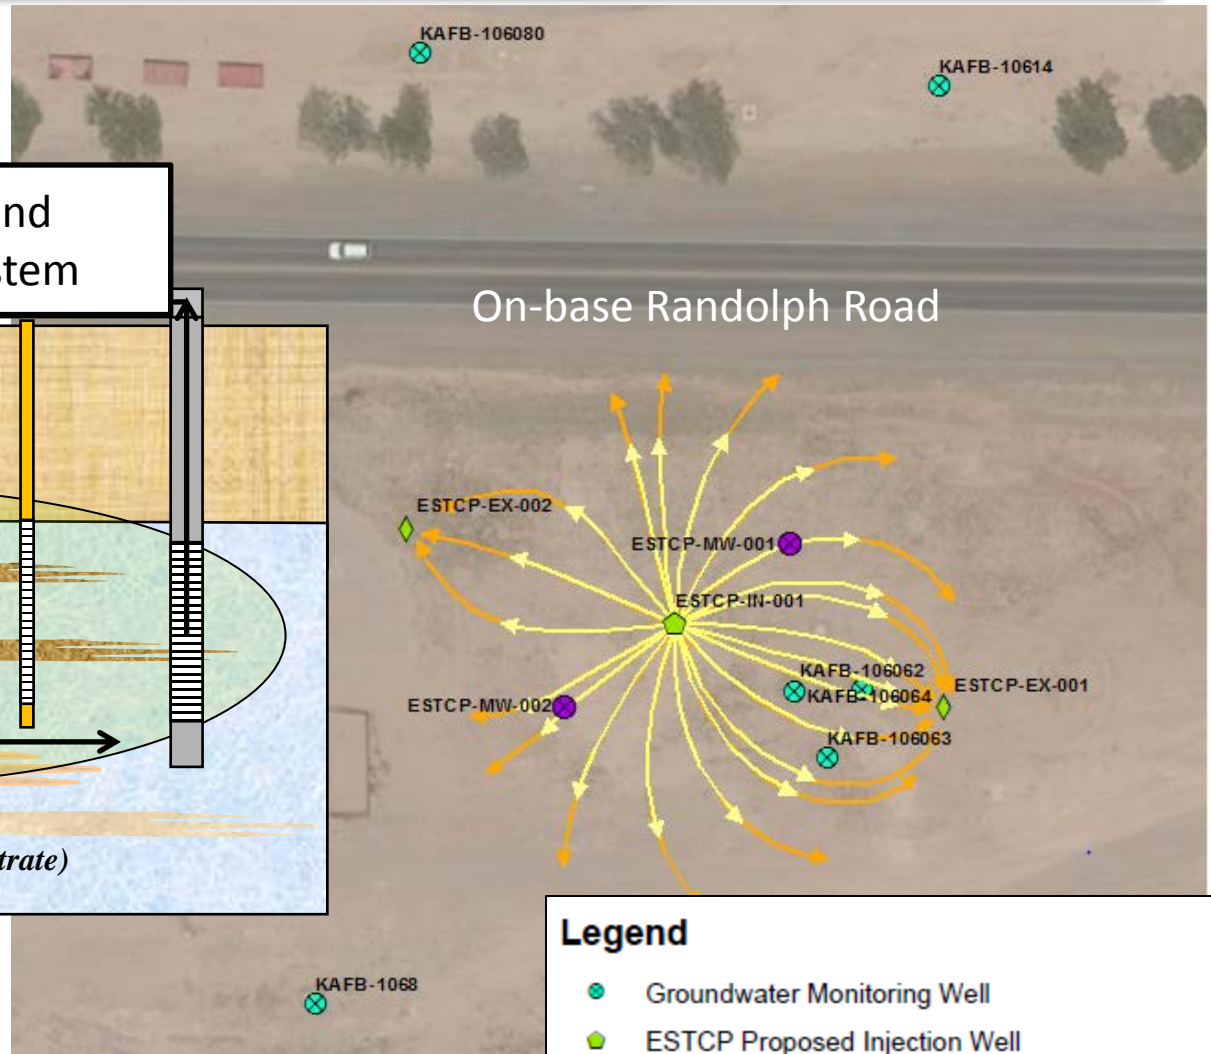 KAFB-106080
KAFB-10614
nd
stem
On-base Randolph Road
ESTCP-EX-002
ESTCP-MW-001
ESTCP-IN-001
KAFB-106062
ESTCP-EX-001
KAFB-106064
ESTCP-MW-002
KAFB-106063
trate)
KAFB-1068
Legend
Groundwater Monitoring Well
ESTCP Proposed Injection Well